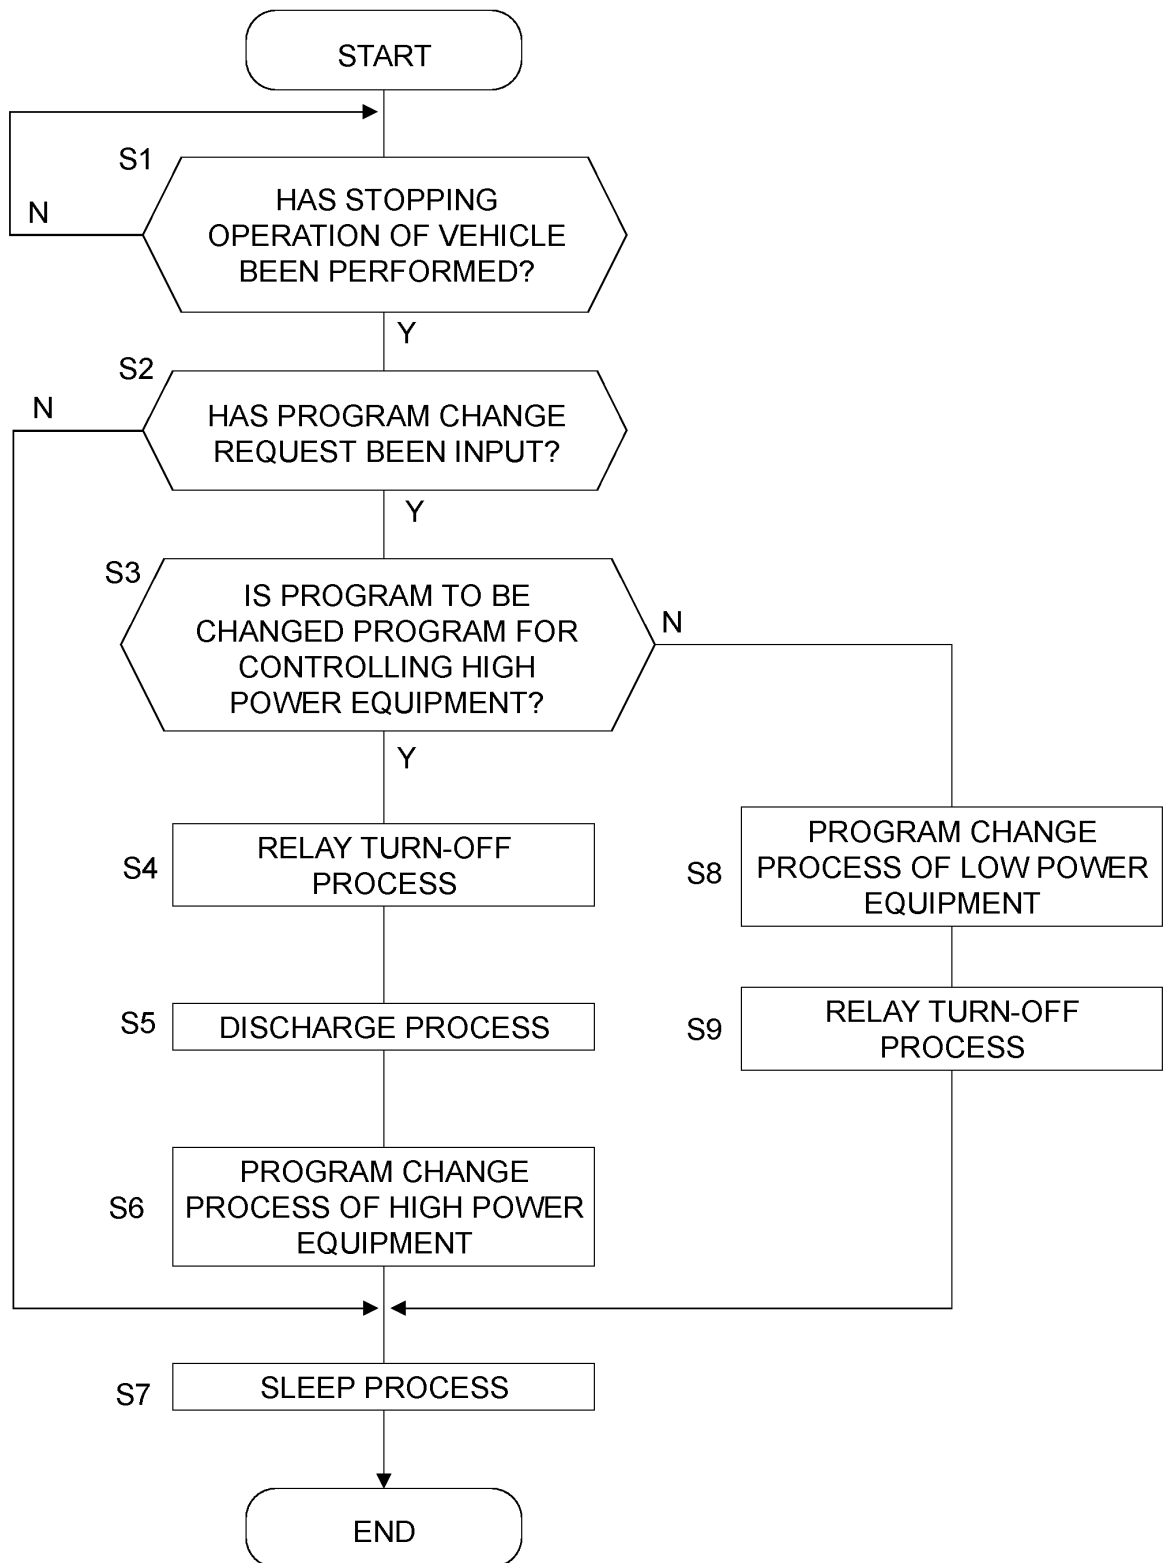 START
S1
HAS STOPPING
OPERATION OF VEHICLE
BEEN PERFORMED?
N
Y
S2
HAS PROGRAM CHANGE
REQUEST BEEN INPUT?
N
Y
S3
IS PROGRAM TO BE
CHANGED PROGRAM FOR
CONTROLLING HIGH
POWER EQUIPMENT?
N
Y
S4
RELAY TURN-OFF
PROCESS
S8
PROGRAM CHANGE
PROCESS OF LOW POWER
EQUIPMENT
S5
DISCHARGE PROCESS
S9
RELAY TURN-OFF
PROCESS
S6
PROGRAM CHANGE
PROCESS OF HIGH POWER
EQUIPMENT
S7
SLEEP PROCESS
END